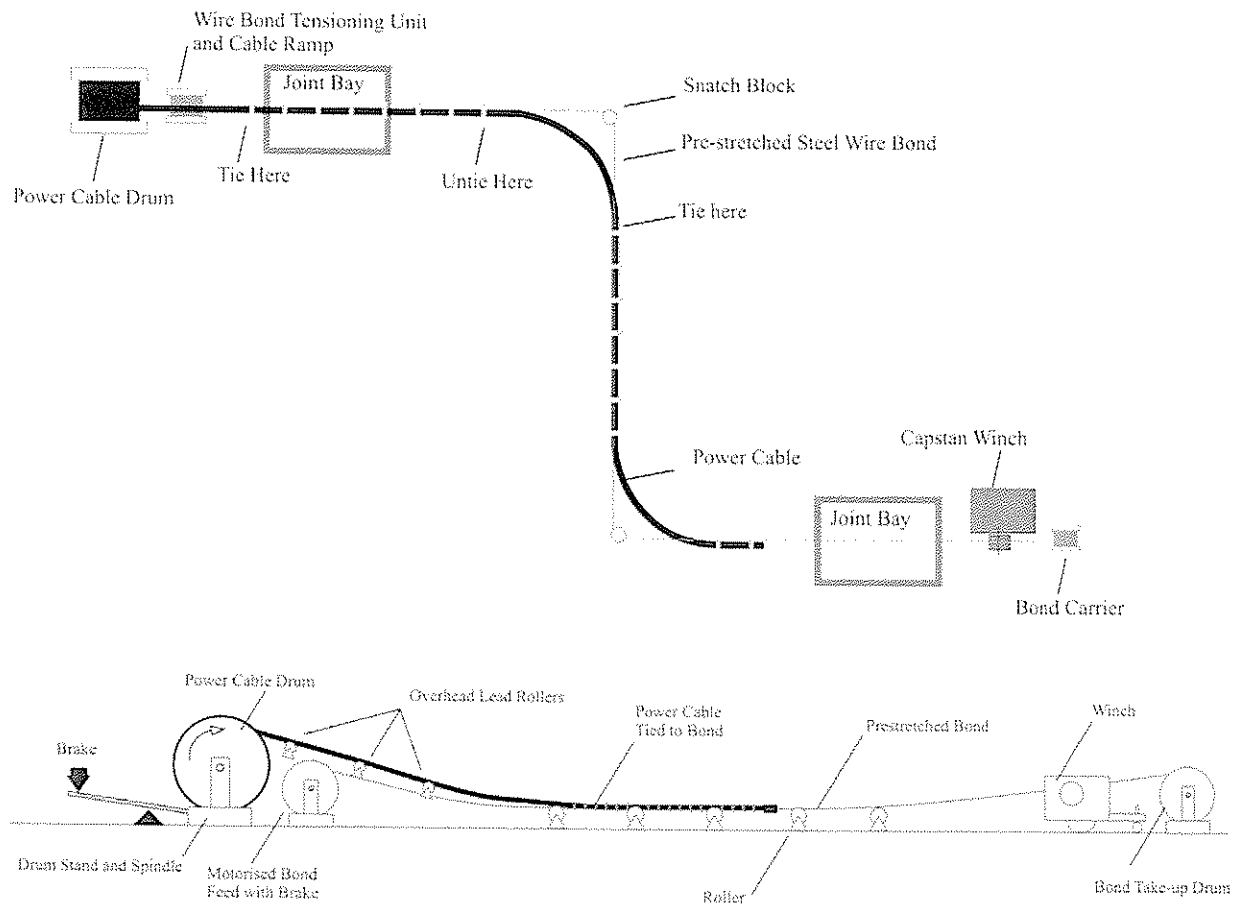 Wire Bond Tensioning Unit
and Cable Ramp
Joint Bay
Snatch Block
Pre-stretched Steel Wire Bond
Tie Here
Untie Here
Power Cable Drum
Tie here
Capstan Winch
Power Cable
Joint Bay
Bond Carrier
Power Cable Drum
Overhead Lead Rollers
Power Cable
Tied to Bond
Prestretched Bond
Winch
Brake
Drum Stand and Spindle
Motorised Bond
Feed with Brake
Roller
Bond Take-up Drum